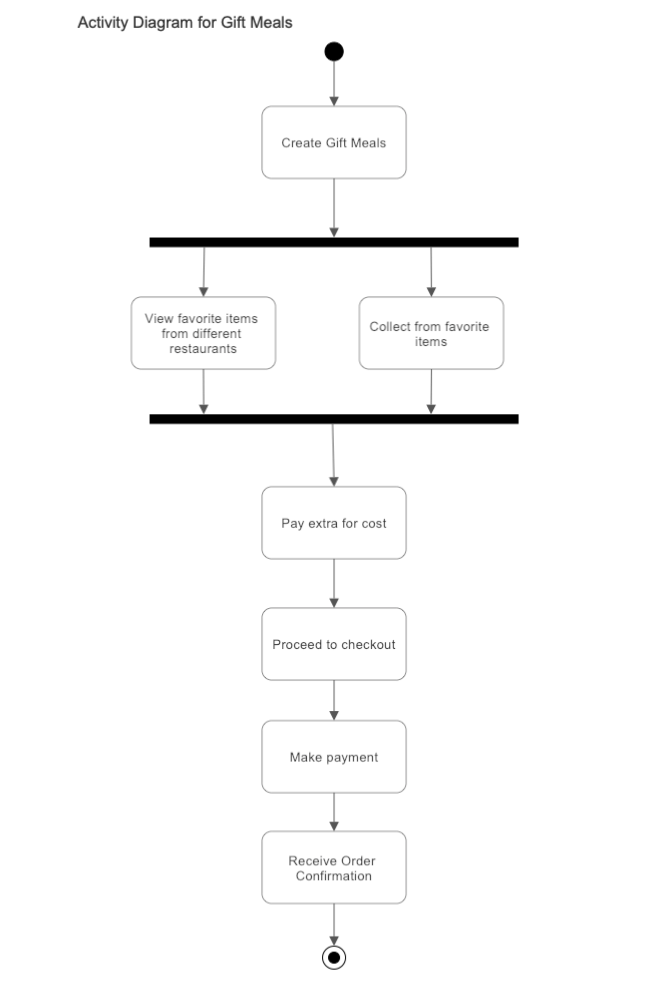 Activity Diagram for Gift Meals
Create Gift Meals
View favorite items
from different
restaurants
Collect from favorite
items
Pay extra for cost
Proceed to checkout
Make payment
Receive Order
Confirmation